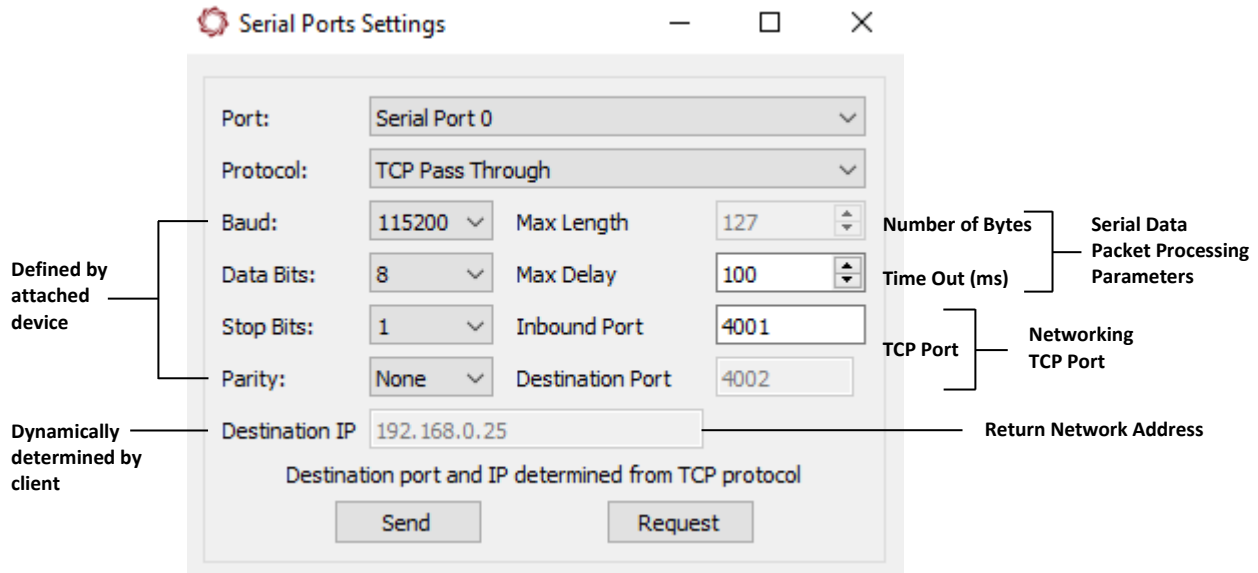 Serial Ports Settings
Port: Serial Port 0
Protocol: TCP Pass Through
Baud: 115200 Max Length 127 Number of Bytes
Data Bits: 8 Max Delay 100 Time Out (ms)
Stop Bits: 1 Inbound Port 4001
TCP Port
Parity: None Destination Port 4002
Destination IP 192.168.0.25
Destination port and IP determined from TCP protocol
Send Request
Defined by
attached
device
Dynamically
determined by
client
Serial Data
Packet Processing
Parameters
Networking
TCP Port
Return Network Address